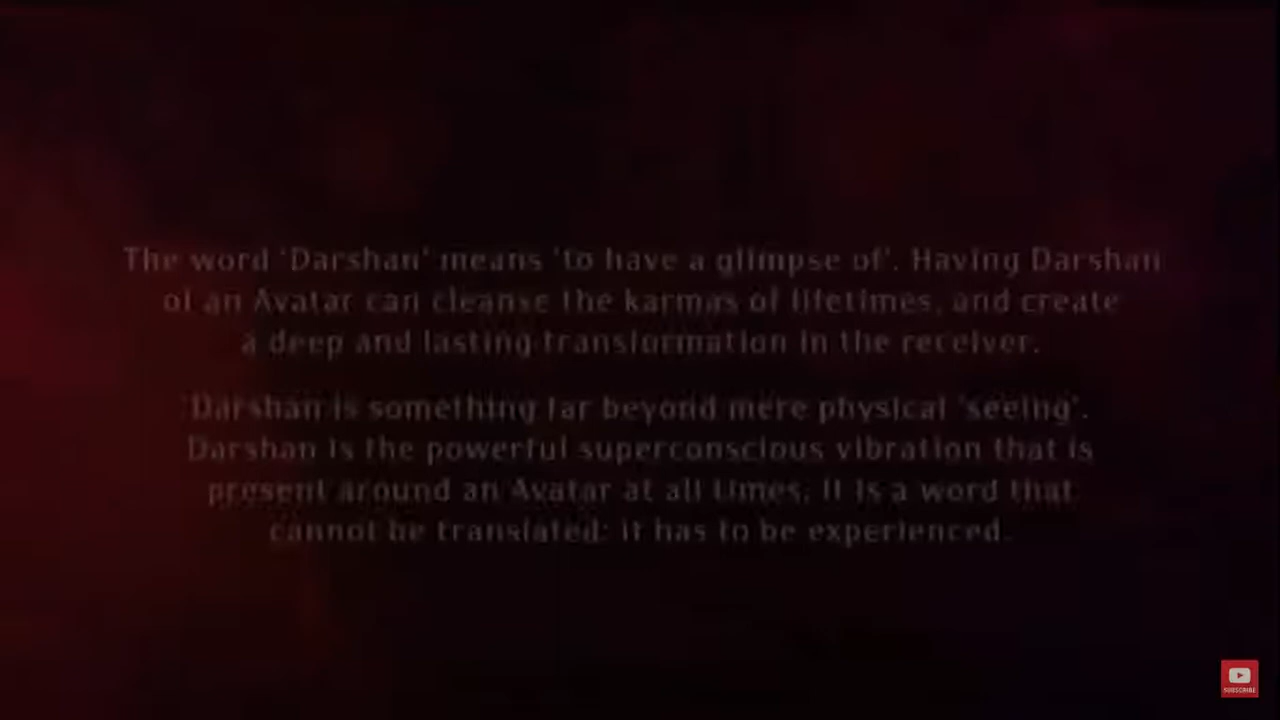 The word 'Darshan' means 'to have a glimpse of'. Having Darshan
of an Avatar can cleanse the karmas of lifetimes, and create
a deep and lasting transformation in the receiver.
Darshan is something far beyond mere physical 'seeing'.
Darshan is the powerful superconscious vibration that is
present around an Avatar at all times. It is a word that
cannot be translated: it has to be experienced.
SUBSCRIBE